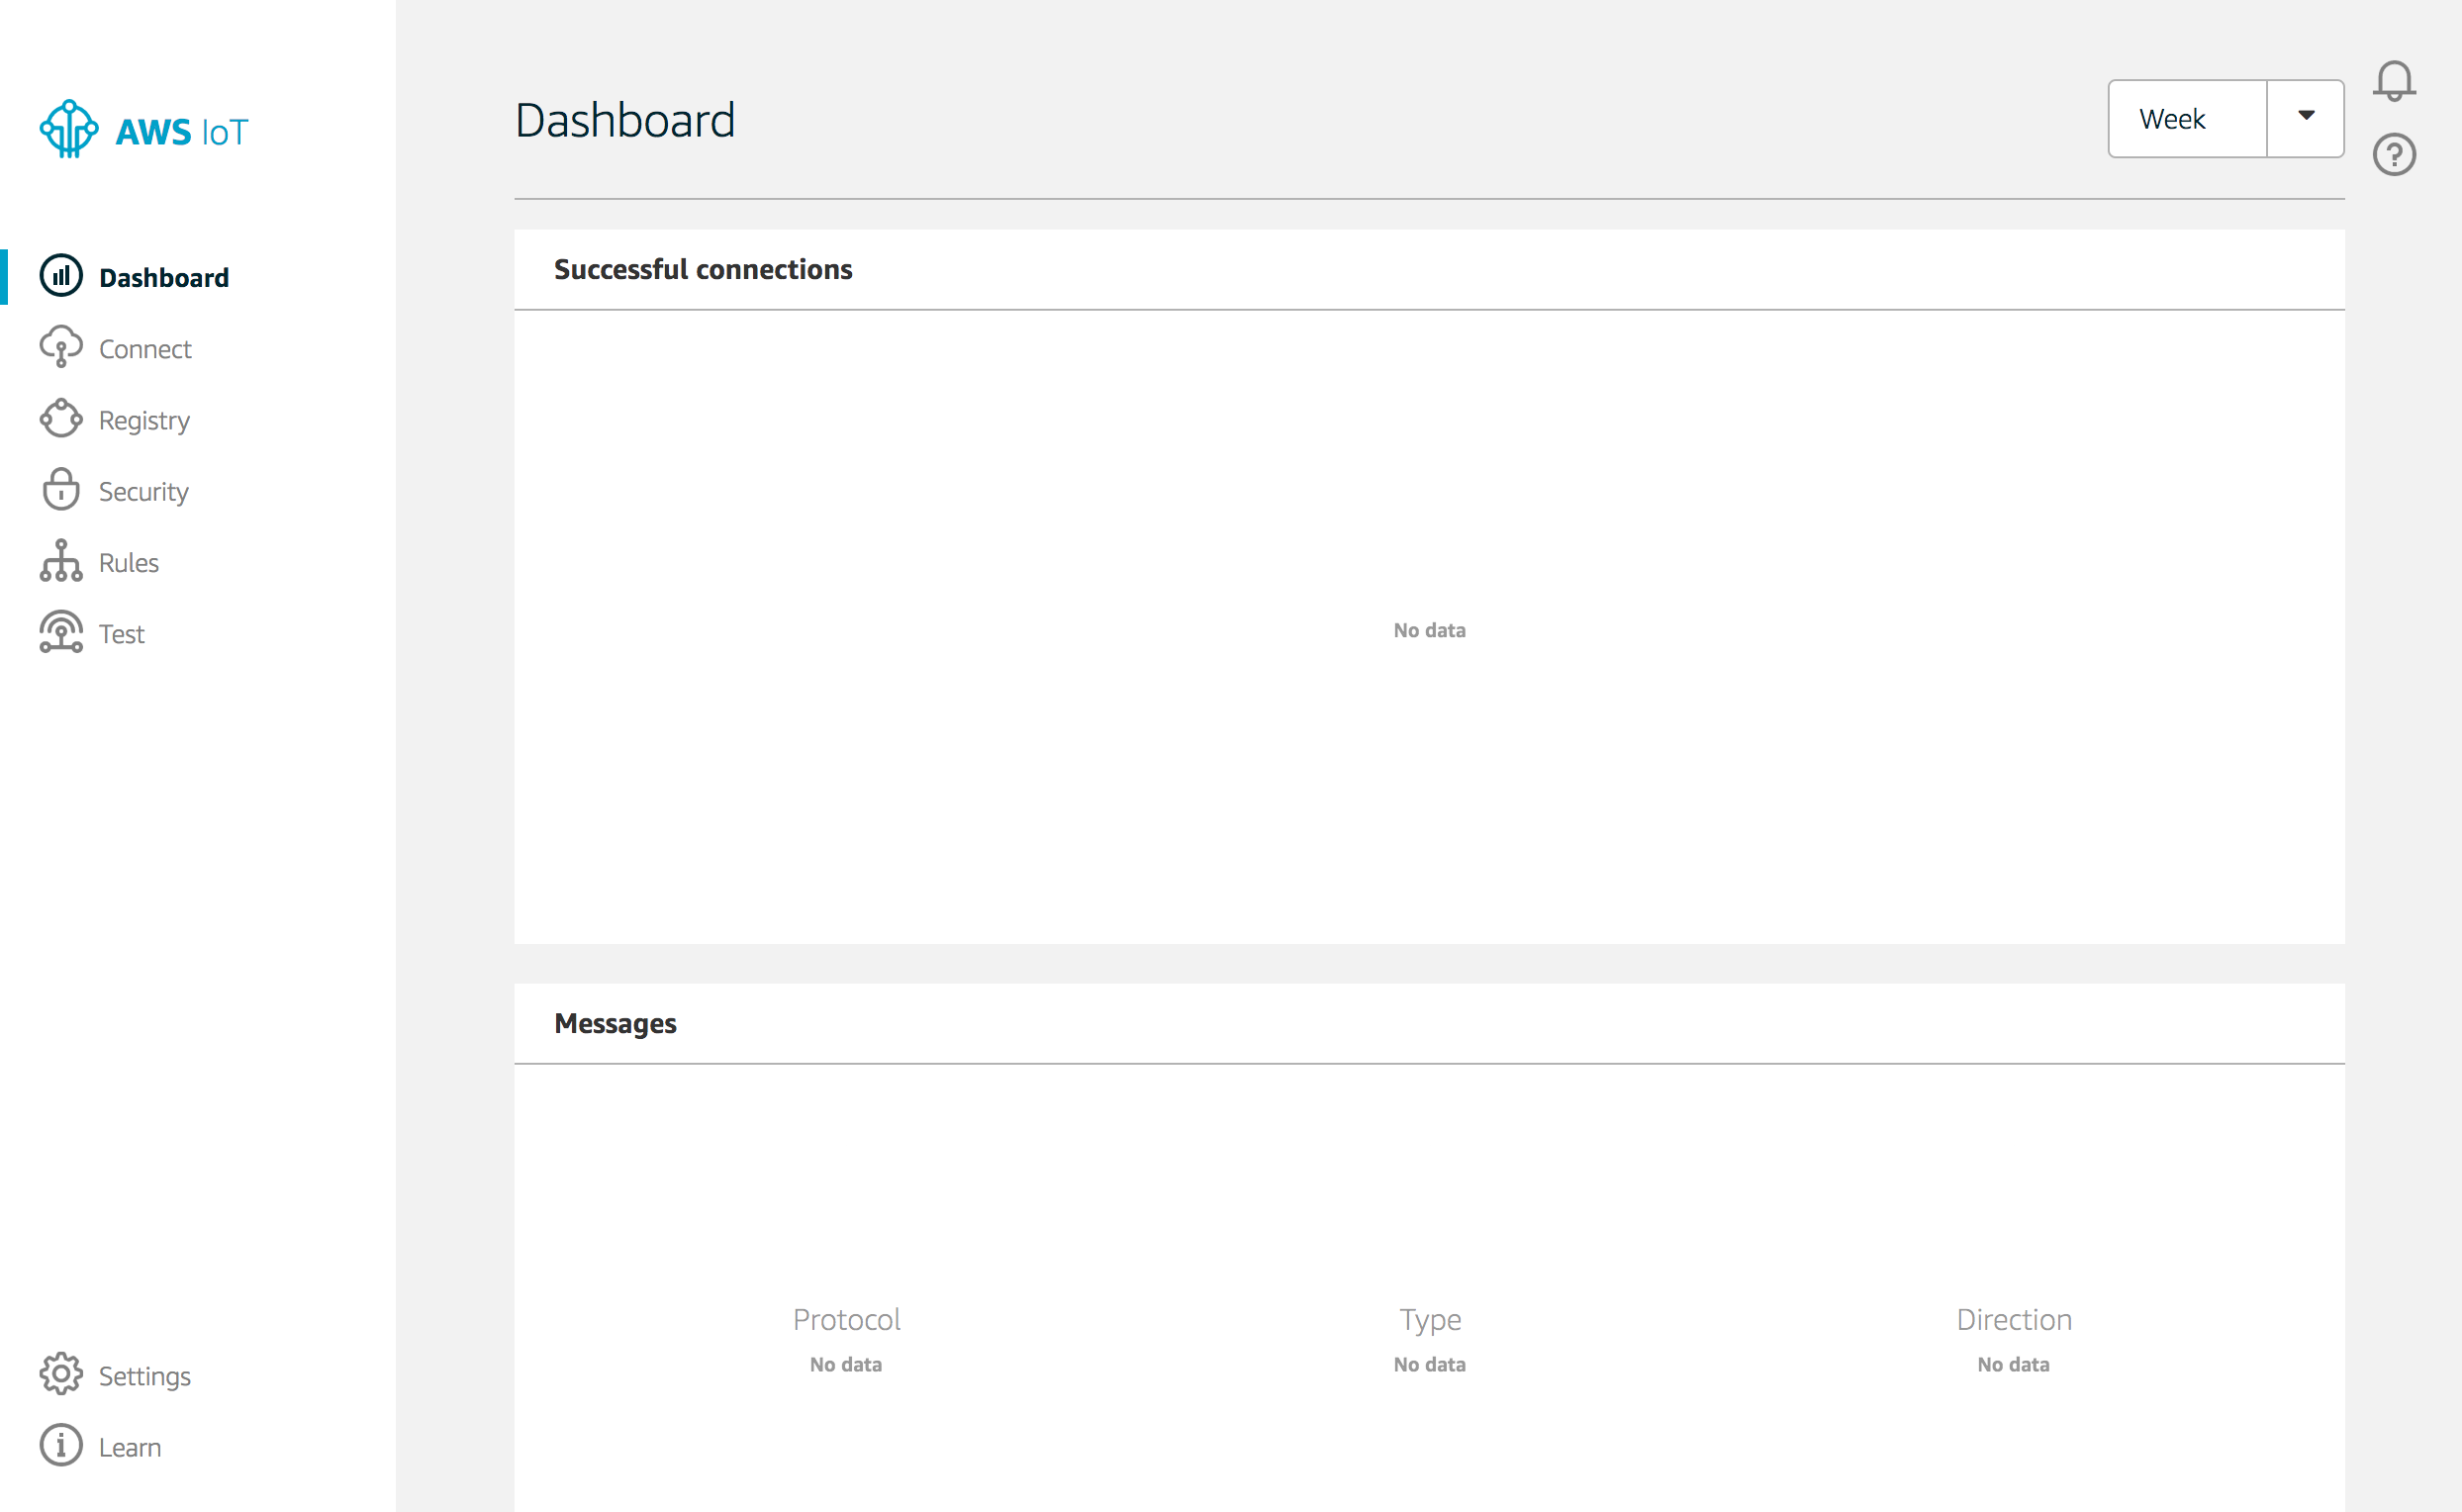 AWS IoT
Dashboard
Connect
Registry
Security
Rules
Test
Settings
Learn
Dashboard
Week
Successful connections
No data
Messages
Protocol Type Direction
No data No data No data